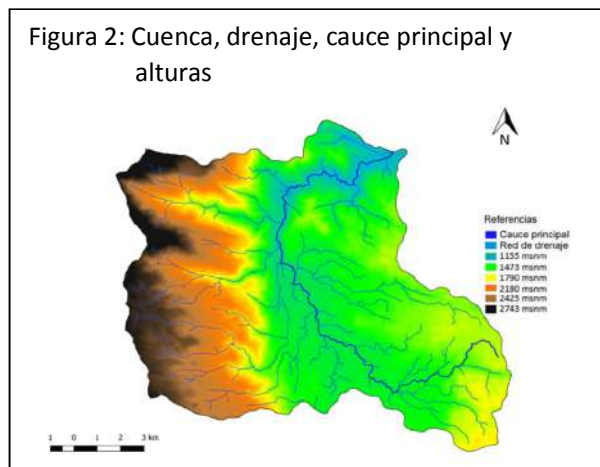 Figura 2: Cuenca, drenaje, cauce principal y
alturas
N
Referencias
Cauce principal
Red de drenaje
1155 msnm
1473 msnm
1790 msnm
2180 msnm
2425 msnm
2743 msnm
1 0 1 2 3 km